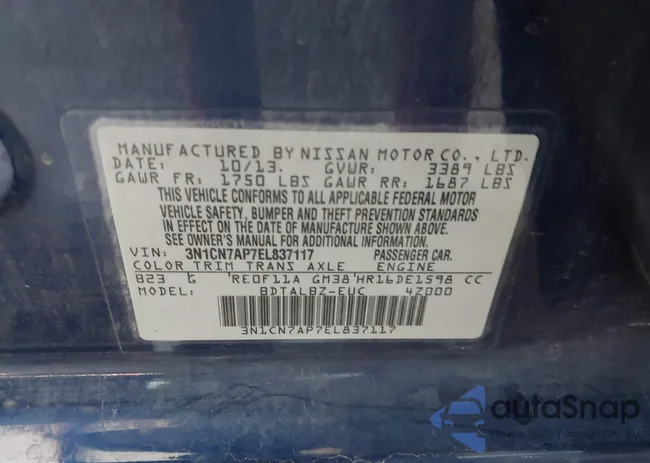 MANUFACTURED BY NISSAN MOTOR CO., LTD.
DATE: 10/13. GVWR: 3389 LBS
GAWR FR: 1750 LBS GAWR RR: 1687 LBS
THIS VEHICLE CONFORMS TO ALL APPLICABLE FEDERAL MOTOR
VEHICLE SAFETY, BUMPER AND THEFT PREVENTION STANDARDS
IN EFFECT ON THE DATE OF MANUFACTURE SHOWN ABOVE.
SEE OWNER'S MANUAL FOR ADDITIONAL INFORMATION.
VIN: 3N1CN7AP7EL837117 PASSENGER CAR.
COLOR TRIM TRANS AXLE ENGINE
B23 G RE0F11A GM38 HR16DE1598 CC
MODEL: BDTALBZ-EUC 4Z000
3N1CN7AP7EL837117
autoSnap